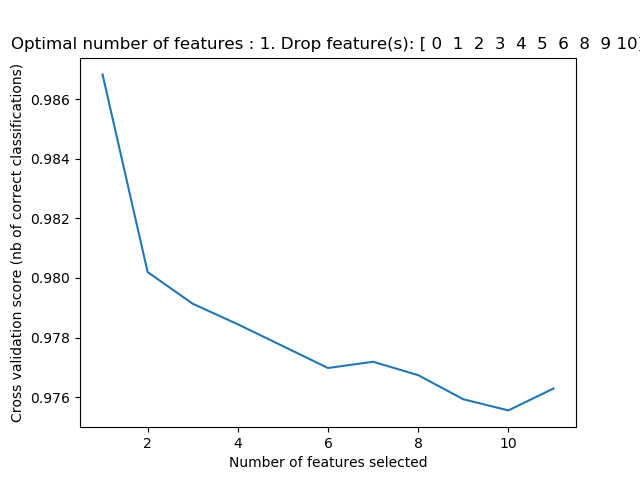 Optimal number of features : 1. Drop feature(s): [ 0 1 2 3 4 5 6 8 9 10]
Cross validation score (nb of correct classifications)
0.986
0.984
0.982
0.980
0.978
0.976
2 4 6 8 10
Number of features selected